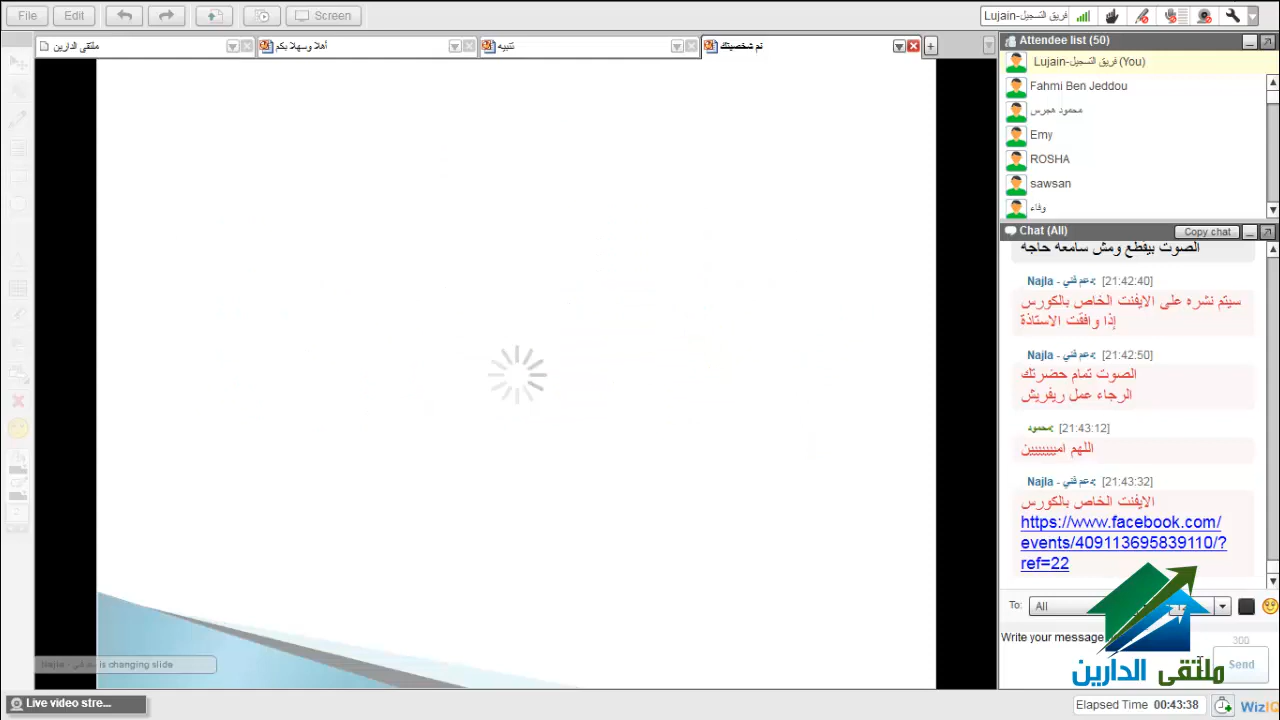 File
Edit
Screen
Lujain-فريق التسجيل
ملتقى الدارين
أهلا وسهلا بكم
تنبيه
نم شخصيتك
Attendee list (50)
Lujain-فريق التسجيل (You)
Fahmi Ben Jeddou
محمود هجرس
Emy
ROSHA
sawsan
وفاء
Chat (All)
Copy chat
الصوت بيقطع ومش سامعه حاجه
Najla - دعم فني: [21:42:40]
سيتم نشره على الايفنت الخاص بالكورس
إذا وافقت الاستاذة
Najla - دعم فني: [21:42:50]
الصوت تمام حضرتك
الرجاء عمل ريفريش
محمود: [21:43:12]
اللهم امييييييين
Najla - دعم فني: [21:43:32]
الايفنت الخاص بالكورس
https://www.facebook.com/
events/409113695839110/?
ref=22
To: All
Write your message
300
Send
ملتقى الدارين
Najla - دعم فني is changing slide
Live video stre...
Elapsed Time 00:43:38
WizIQ